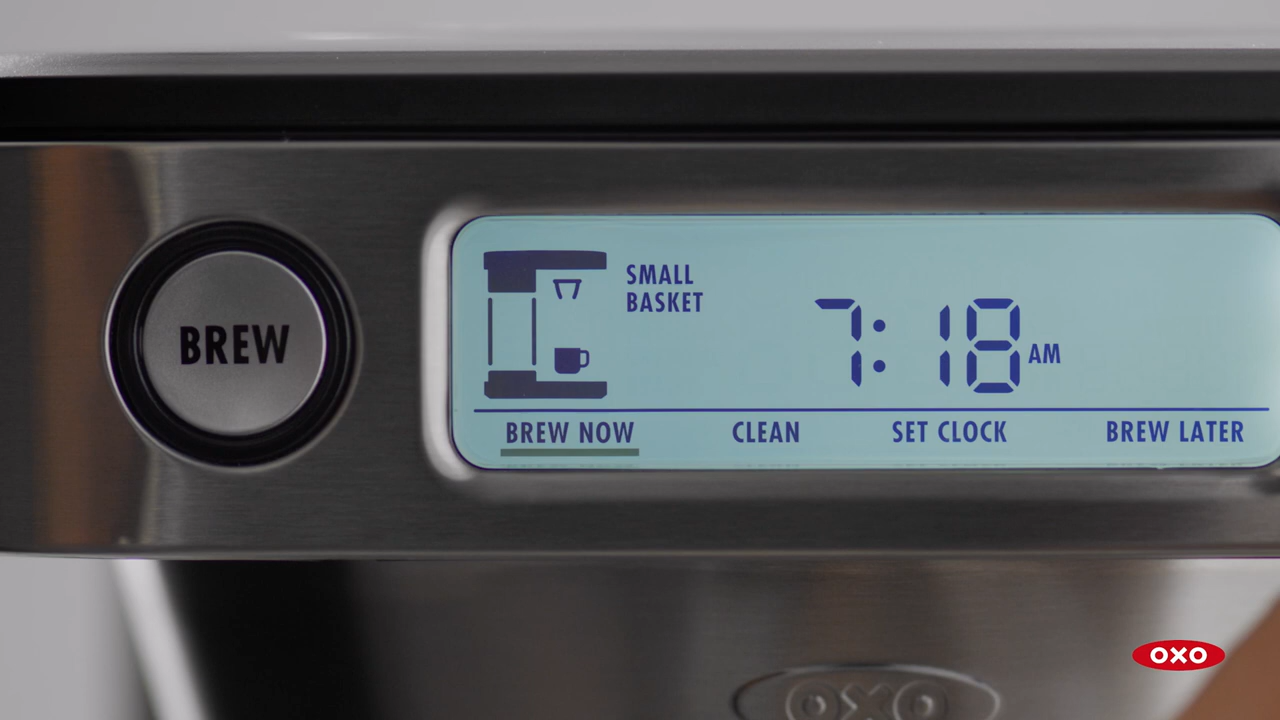 BREW
SMALL
BASKET
7:18 AM
BREW NOW
CLEAN
SET CLOCK
BREW LATER
OXO
OXO